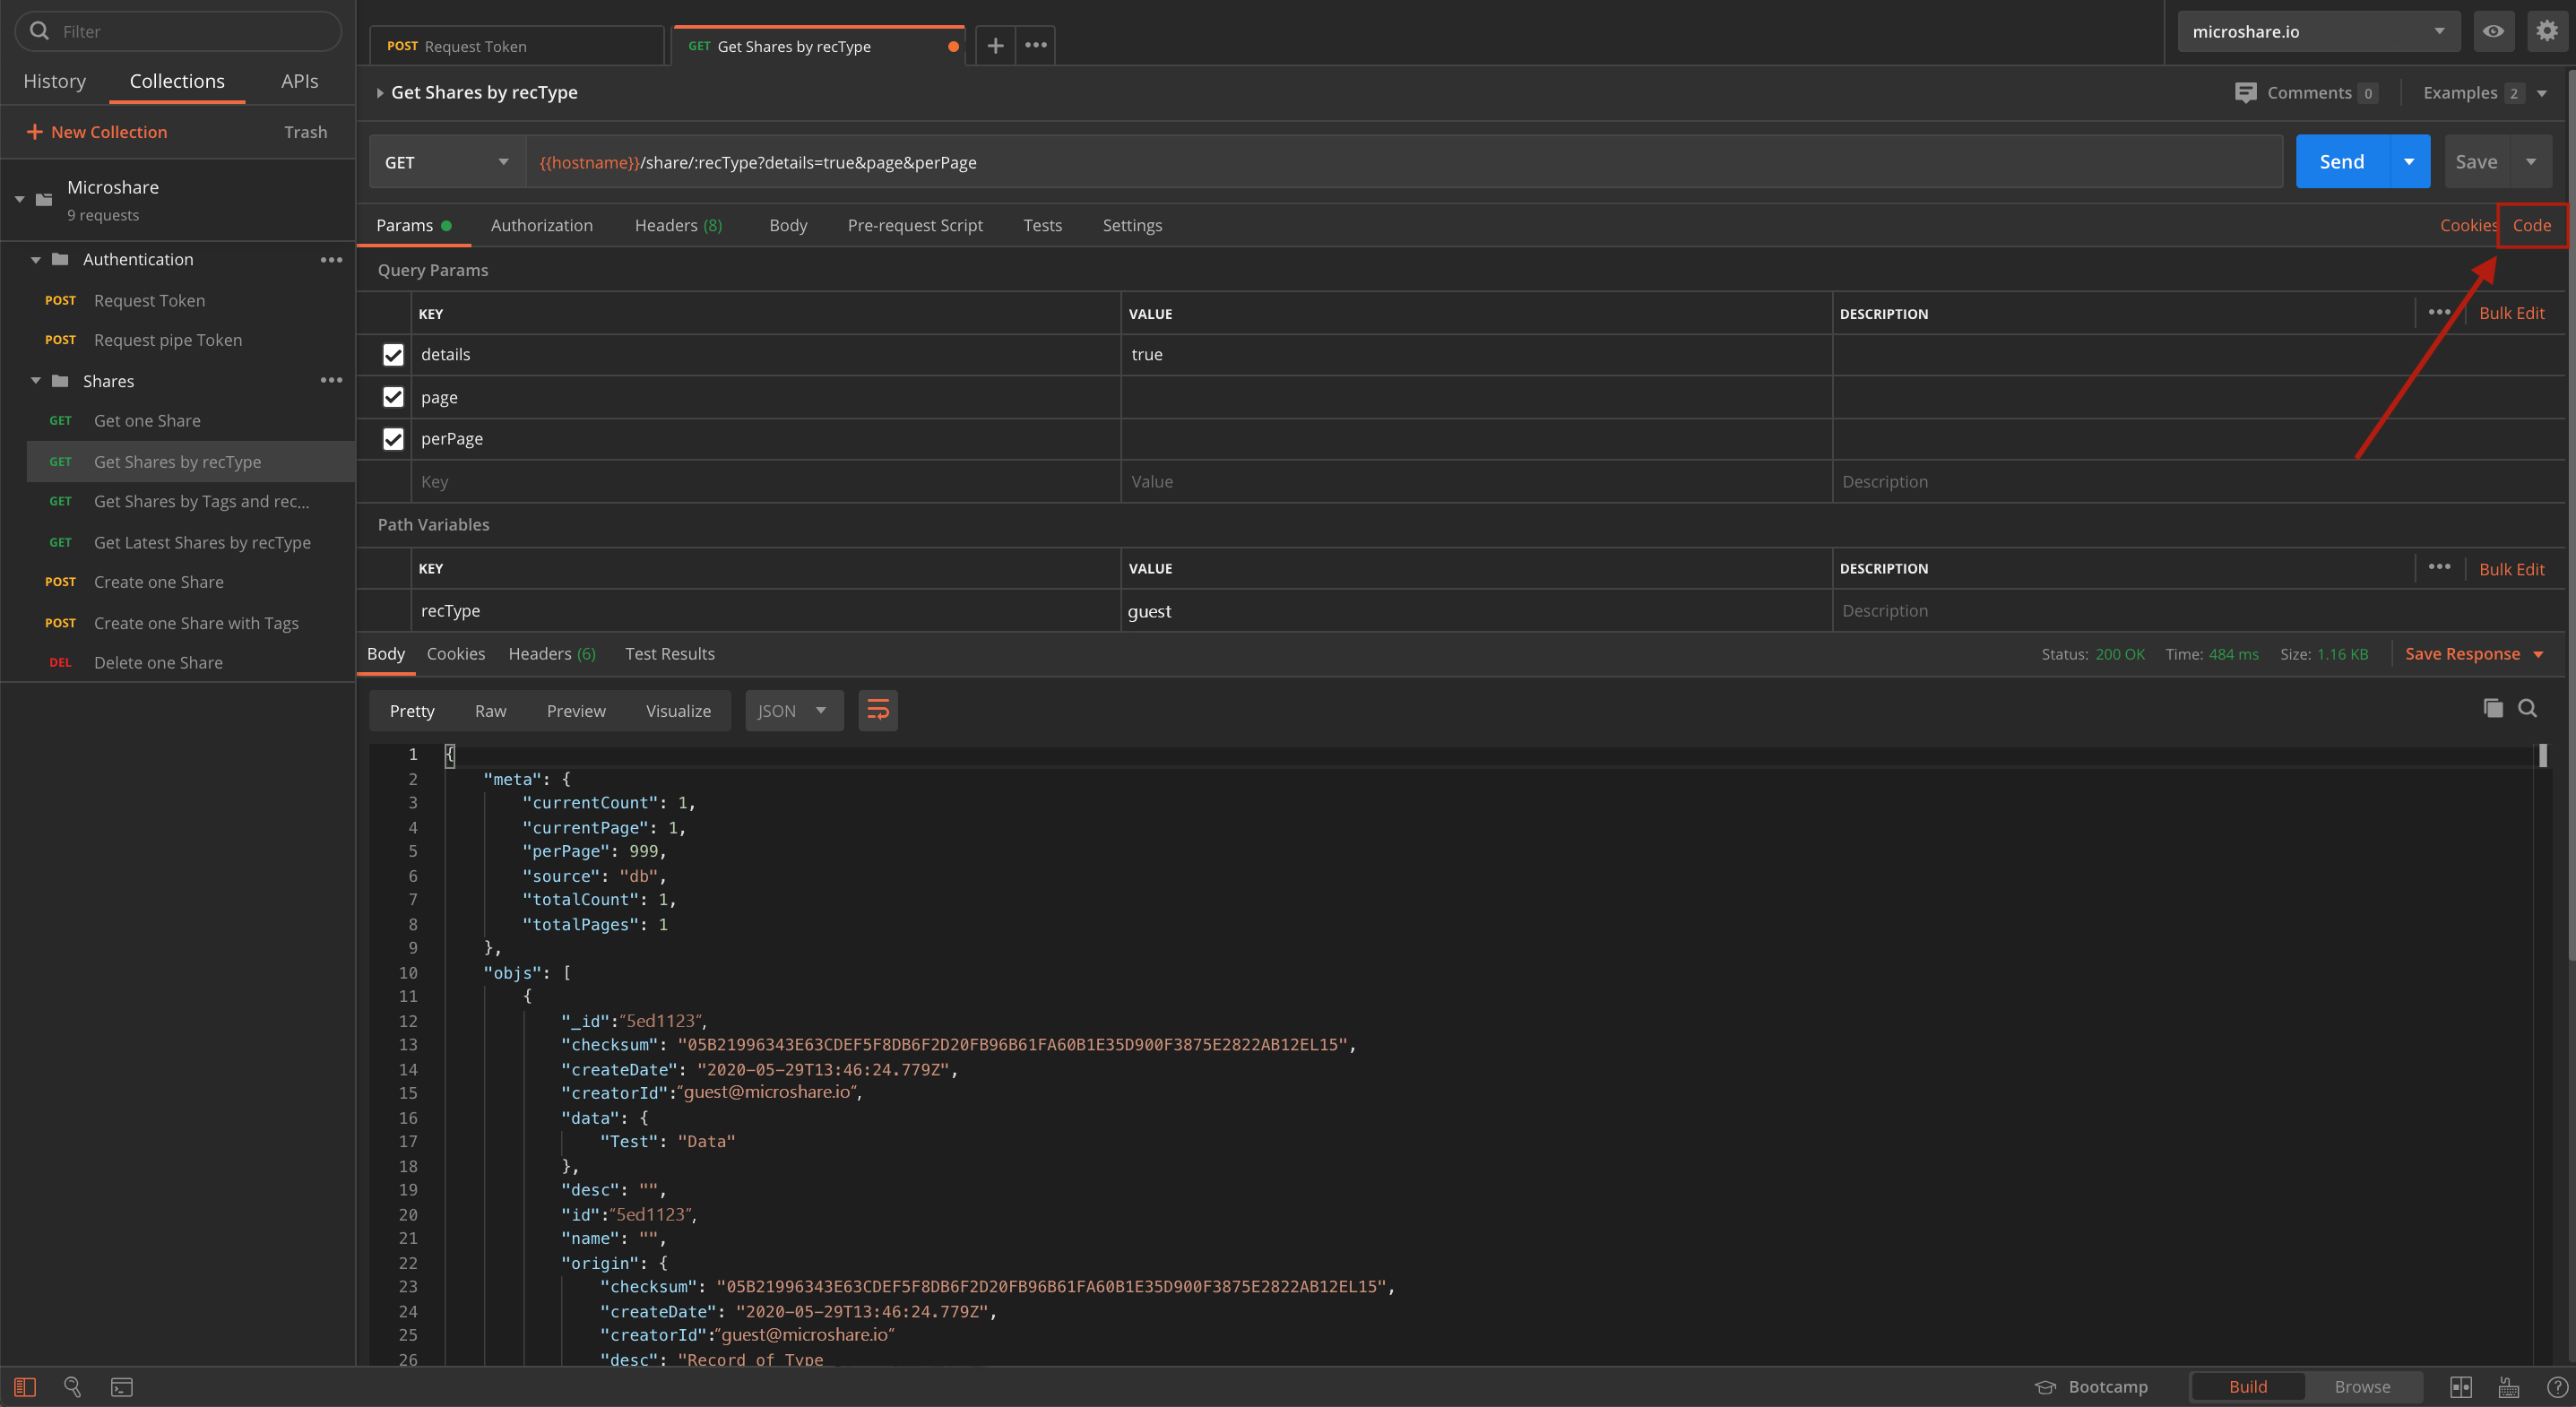 Filter
History Collections APIs
+ New Collection Trash
Microshare
9 requests
Authentication
POST Request Token
POST Request pipe Token
Shares
GET Get one Share
GET Get Shares by recType
GET Get Shares by Tags and rec...
GET Get Latest Shares by recType
POST Create one Share
POST Create one Share with Tags
DEL Delete one Share
POST Request Token GET Get Shares by recType
microshare.io
Get Shares by recType
Comments 0 Examples 2
GET {{hostname}}/share/:recType?details=true&page&perPage Send Save
Params Authorization Headers (8) Body Pre-request Script Tests Settings Cookies Code
Query Params
KEY VALUE DESCRIPTION Bulk Edit
details true
page
perPage
Key Value Description
Path Variables
KEY VALUE DESCRIPTION Bulk Edit
recType guest Description
Body Cookies Headers (6) Test Results Status: 200 OK Time: 484 ms Size: 1.16 KB Save Response
Pretty Raw Preview Visualize JSON
1 {
2 "meta": {
3 "currentCount": 1,
4 "currentPage": 1,
5 "perPage": 999,
6 "source": "db",
7 "totalCount": 1,
8 "totalPages": 1
9 },
10 "objs": [
11 {
12 "_id":“5ed1123”,
13 "checksum": "05B21996343E63CDEF5F8DB6F2D20FB96B61FA60B1E35D900F3875E2822AB12EL15",
14 "createDate": "2020-05-29T13:46:24.779Z",
15 "creatorId":“guest@microshare.io“,
16 "data": {
17 "Test": "Data"
18 },
19 "desc": "",
20 "id":“5ed1123”,
21 "name": "",
22 "origin": {
23 "checksum": "05B21996343E63CDEF5F8DB6F2D20FB96B61FA60B1E35D900F3875E2822AB12EL15",
24 "createDate": "2020-05-29T13:46:24.779Z",
25 "creatorId":“guest@microshare.io“
26 "desc": "Record of Type
Bootcamp Build Browse